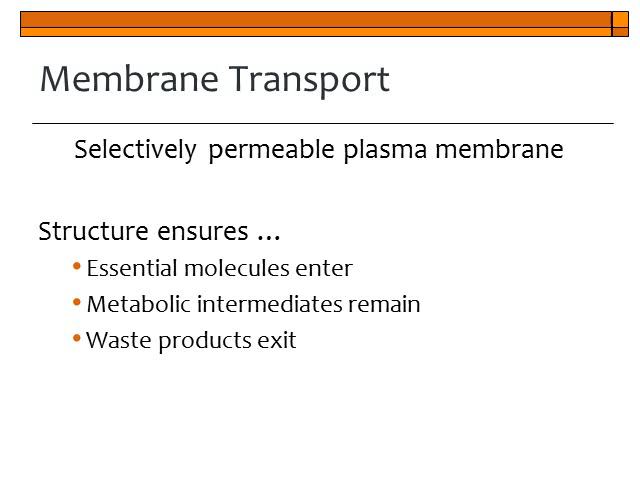 Membrane Transport
Selectively permeable plasma membrane
Structure ensures …
• Essential molecules enter
• Metabolic intermediates remain
• Waste products exit